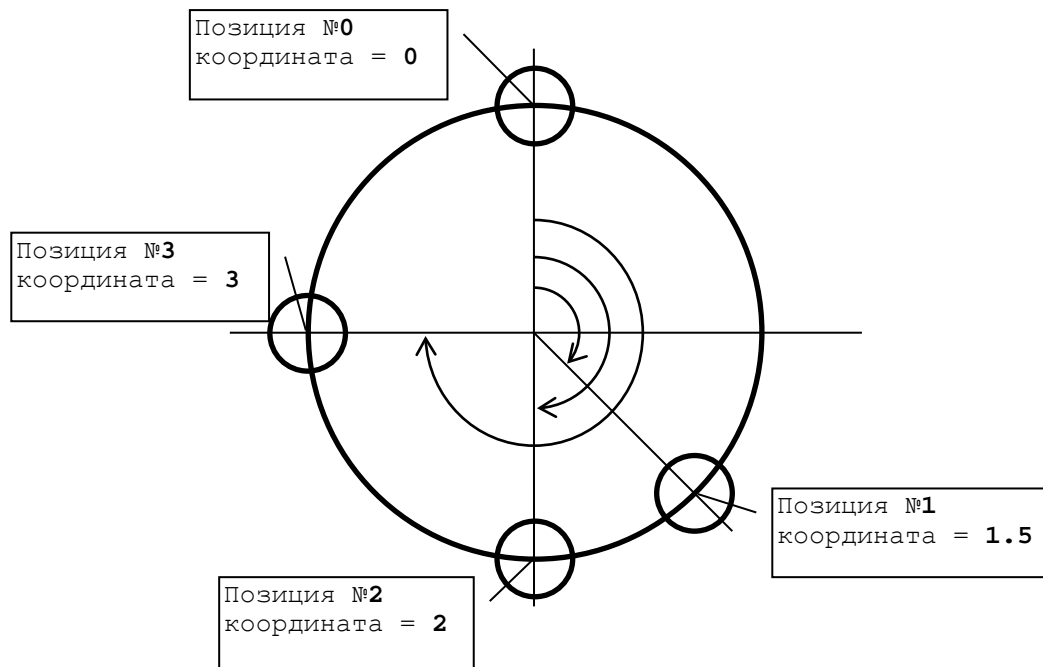 Позиция №0
координата = 0
Позиция №3
координата = 3
Позиция №1
координата = 1.5
Позиция №2
координата = 2